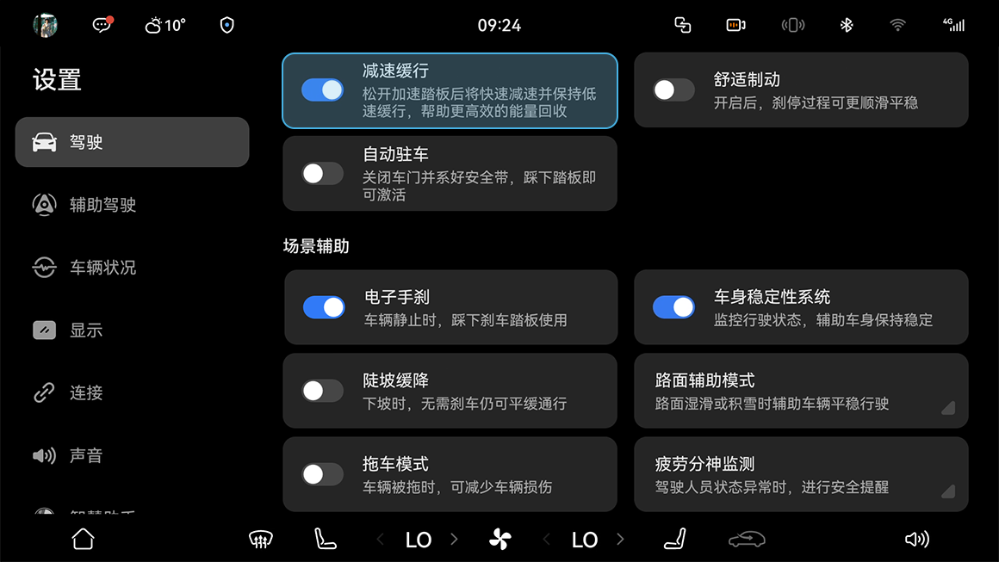 10°
09:24
4G
设置
驾驶
辅助驾驶
车辆状况
显示
连接
声音
智慧助手
减速缓行
松开加速踏板后将快速减速并保持低
速缓行，帮助更高效的能量回收
舒适制动
开启后，刹停过程可更顺滑平稳
自动驻车
关闭车门并系好安全带，踩下踏板即
可激活
场景辅助
电子手刹
车辆静止时，踩下刹车踏板使用
车身稳定性系统
监控行驶状态，辅助车身保持稳定
陡坡缓降
下坡时，无需刹车仍可平缓通行
路面辅助模式
路面湿滑或积雪时辅助车辆平稳行驶
拖车模式
车辆被拖时，可减少车辆损伤
疲劳分神监测
驾驶人员状态异常时，进行安全提醒
LO
LO